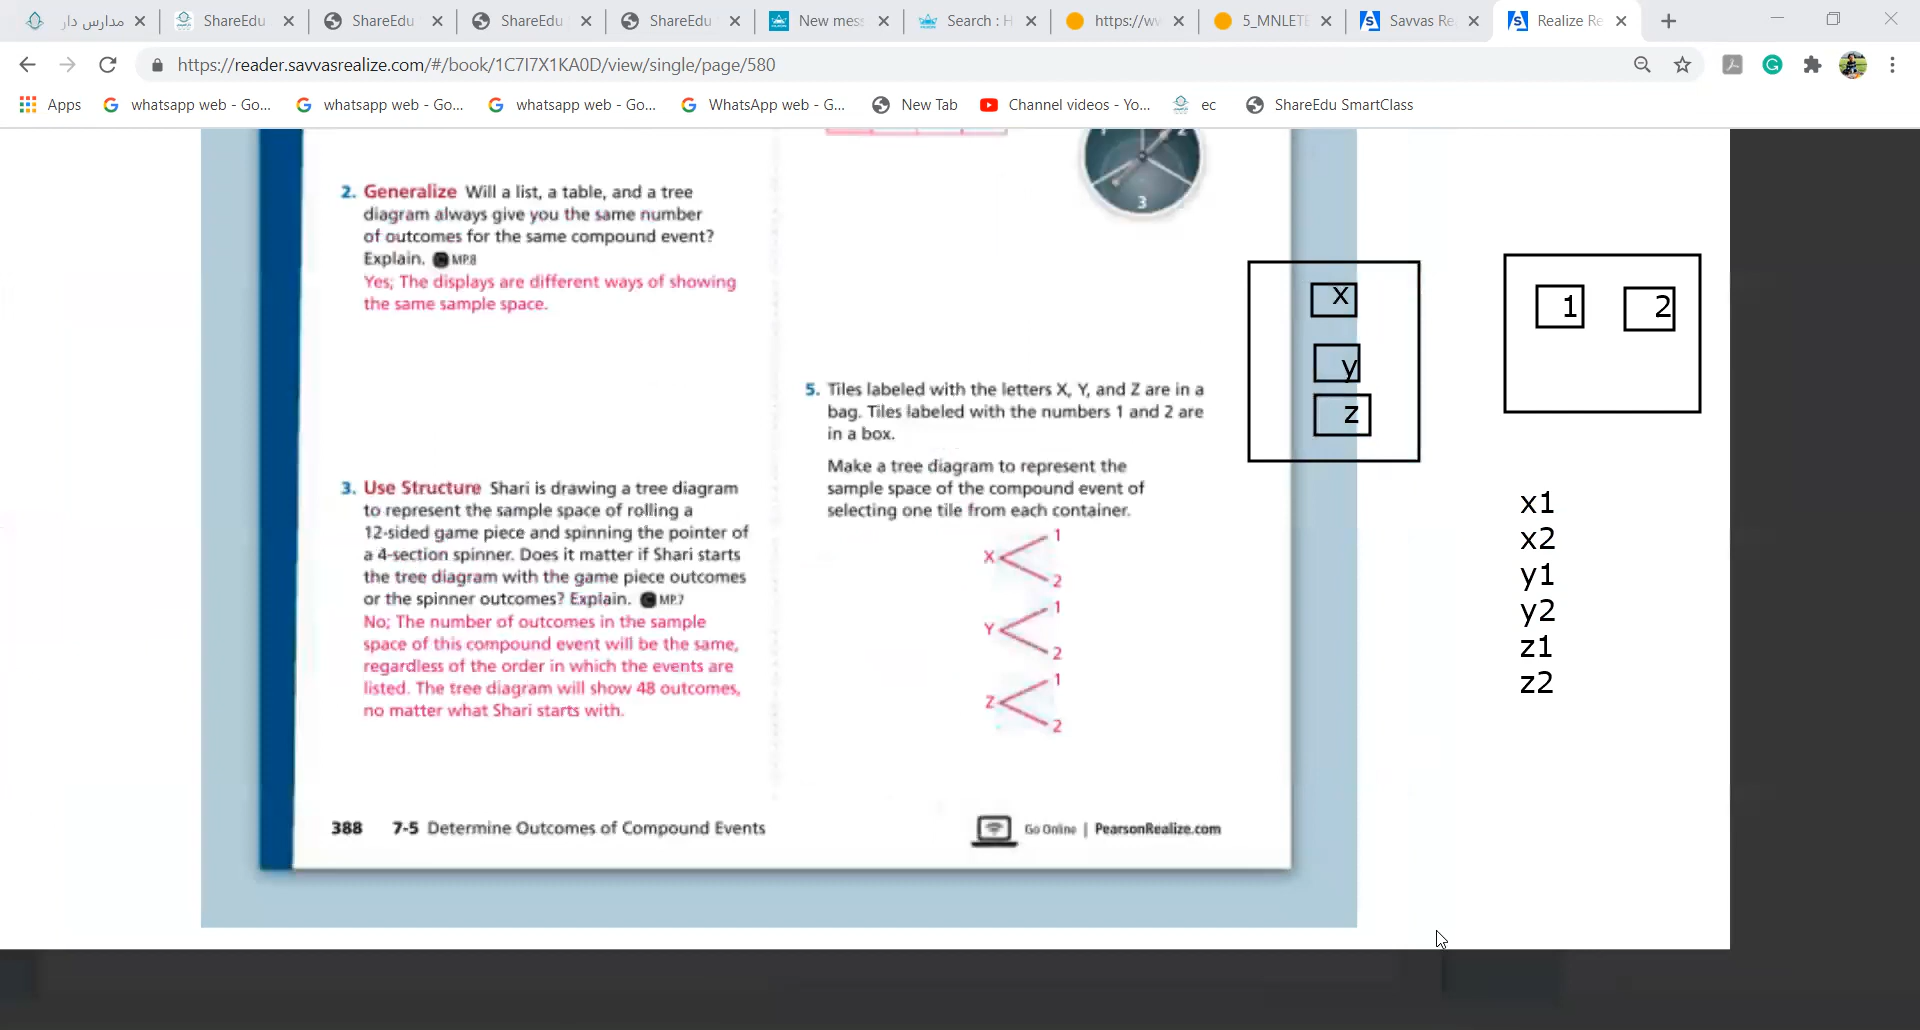 مدارس دار
ShareEdu
ShareEdu
ShareEdu
ShareEdu
New mes
Search : H
https://w
5_MNLETE
Savvas Re
Realize Re
https://reader.savvasrealize.com/#/book/1C7I7X1KA0D/view/single/page/580
Apps
whatsapp web - Go...
whatsapp web - Go...
whatsapp web - Go...
WhatsApp web - G...
New Tab
Channel videos - Yo...
ec
ShareEdu SmartClass
2. Generalize Will a list, a table, and a tree
diagram always give you the same number
of outcomes for the same compound event?
Explain. MP.8
Yes; The displays are different ways of showing
the same sample space.
3. Use Structure Shari is drawing a tree diagram
to represent the sample space of rolling a
12-sided game piece and spinning the pointer of
a 4-section spinner. Does it matter if Shari starts
the tree diagram with the game piece outcomes
or the spinner outcomes? Explain. MP.7
No; The number of outcomes in the sample
space of this compound event will be the same,
regardless of the order in which the events are
listed. The tree diagram will show 48 outcomes,
no matter what Shari starts with.
1 2
3
5. Tiles labeled with the letters X, Y, and Z are in a
bag. Tiles labeled with the numbers 1 and 2 are
in a box.
Make a tree diagram to represent the
sample space of the compound event of
selecting one tile from each container.
1
X
2
1
Y
2
1
Z
2
x
y
z
1 2
x1
x2
y1
y2
z1
z2
388 7-5 Determine Outcomes of Compound Events
Go Online | PearsonRealize.com